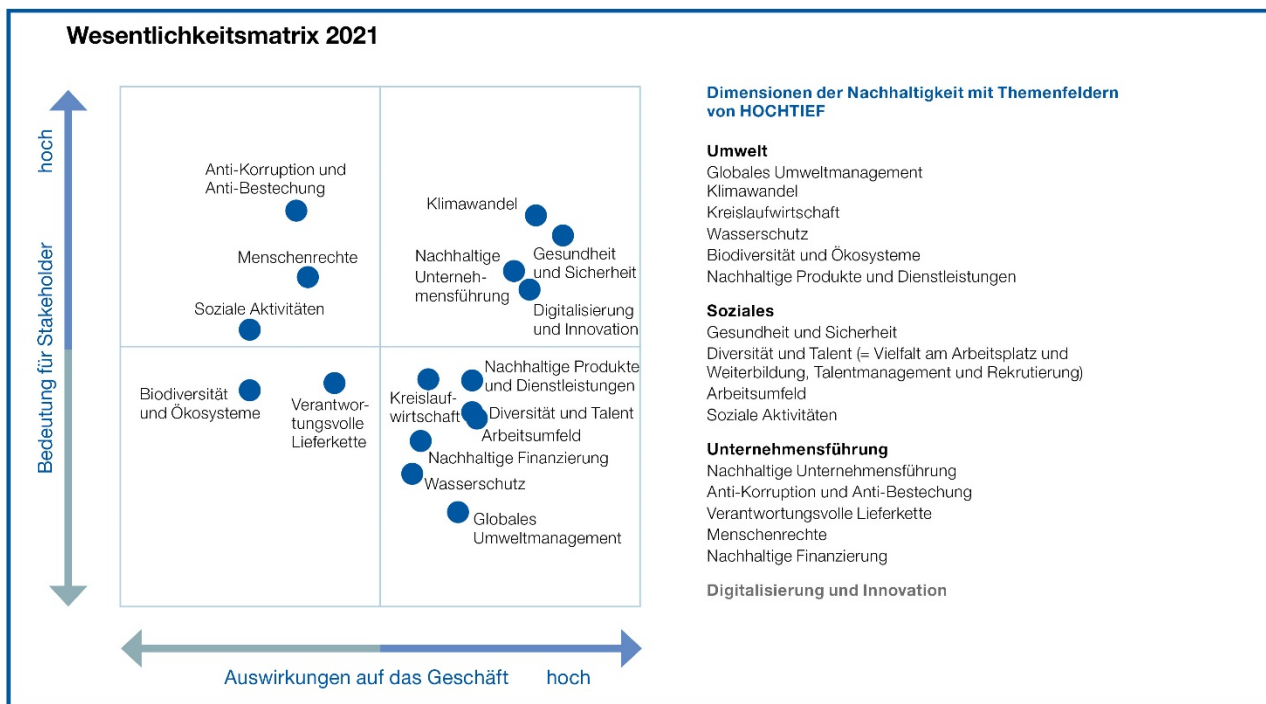 Wesentlichkeitsmatrix 2021
hoch
Bedeutung für Stakeholder
Anti-Korruption und
Anti-Bestechung
Menschenrechte
Soziale Aktivitäten
Klimawandel
Gesundheit
und Sicherheit
Nachhaltige
Unterneh-
mensführung
Digitalisierung
und Innovation
Biodiversität
und Ökosysteme
Verantwor-
tungsvolle
Lieferkette
Kreislauf-
wirtschaft
Nachhaltige Produkte
und Dienstleistungen
Diversität und Talent
Arbeitsumfeld
Nachhaltige Finanzierung
Wasserschutz
Globales
Umweltmanagement
Auswirkungen auf das Geschäft hoch
Dimensionen der Nachhaltigkeit mit Themenfeldern
von HOCHTIEF
Umwelt
Globales Umweltmanagement
Klimawandel
Kreislaufwirtschaft
Wasserschutz
Biodiversität und Ökosysteme
Nachhaltige Produkte und Dienstleistungen
Soziales
Gesundheit und Sicherheit
Diversität und Talent (= Vielfalt am Arbeitsplatz und
Weiterbildung, Talentmanagement und Rekrutierung)
Arbeitsumfeld
Soziale Aktivitäten
Unternehmensführung
Nachhaltige Unternehmensführung
Anti-Korruption und Anti-Bestechung
Verantwortungsvolle Lieferkette
Menschenrechte
Nachhaltige Finanzierung
Digitalisierung und Innovation